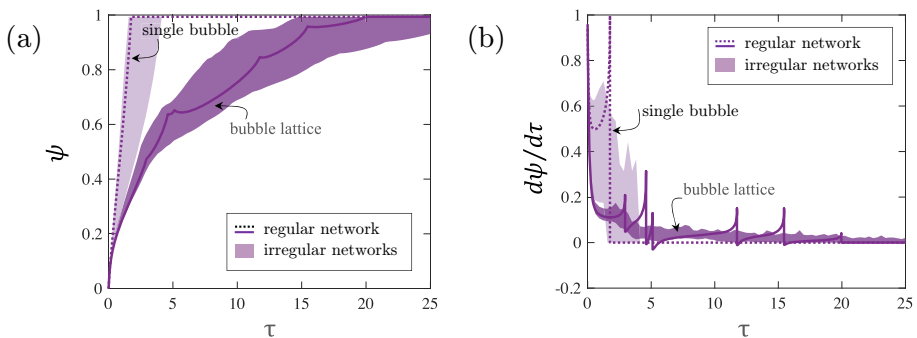 (a)
ψ
1
0.8
0.6
0.4
0.2
0
0
5
10
15
20
25
τ
single bubble
bubble lattice
regular network
irregular networks
(b)
dψ/dτ
1
0.8
0.6
0.4
0.2
0
-0.2
0
5
10
15
20
25
τ
regular network
irregular networks
single bubble
bubble lattice